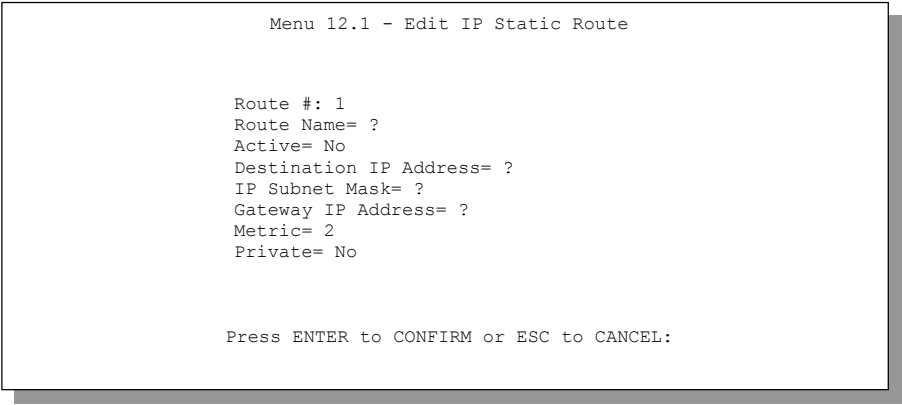 Menu 12.1 - Edit IP Static Route
Route #: 1
Route Name= ?
Active= No
Destination IP Address= ?
IP Subnet Mask= ?
Gateway IP Address= ?
Metric= 2
Private= No
Press ENTER to CONFIRM or ESC to CANCEL: